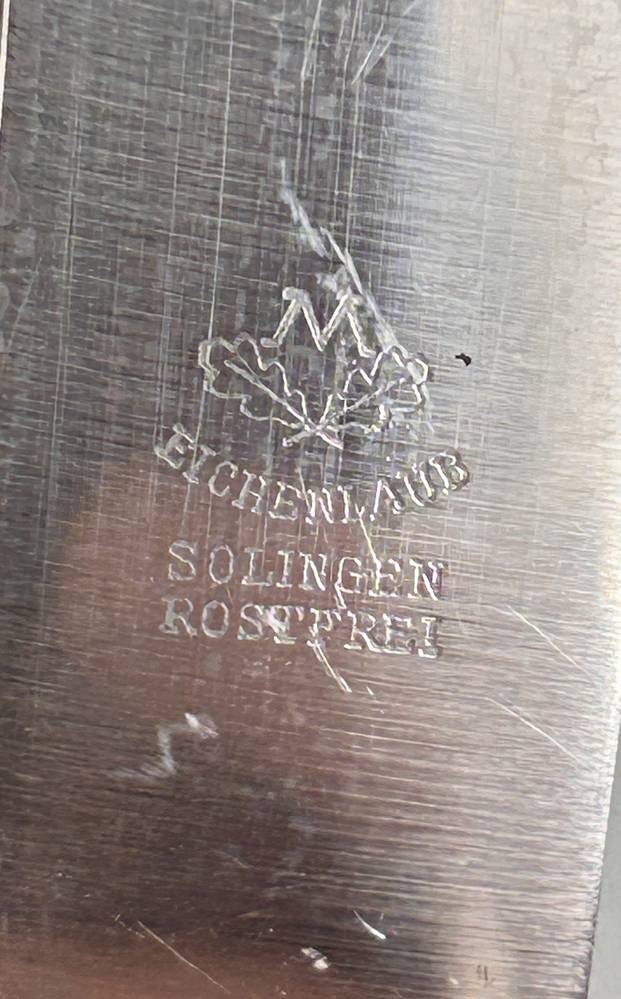 M
EICHENLAUB
SOLINGEN
ROSTFREI